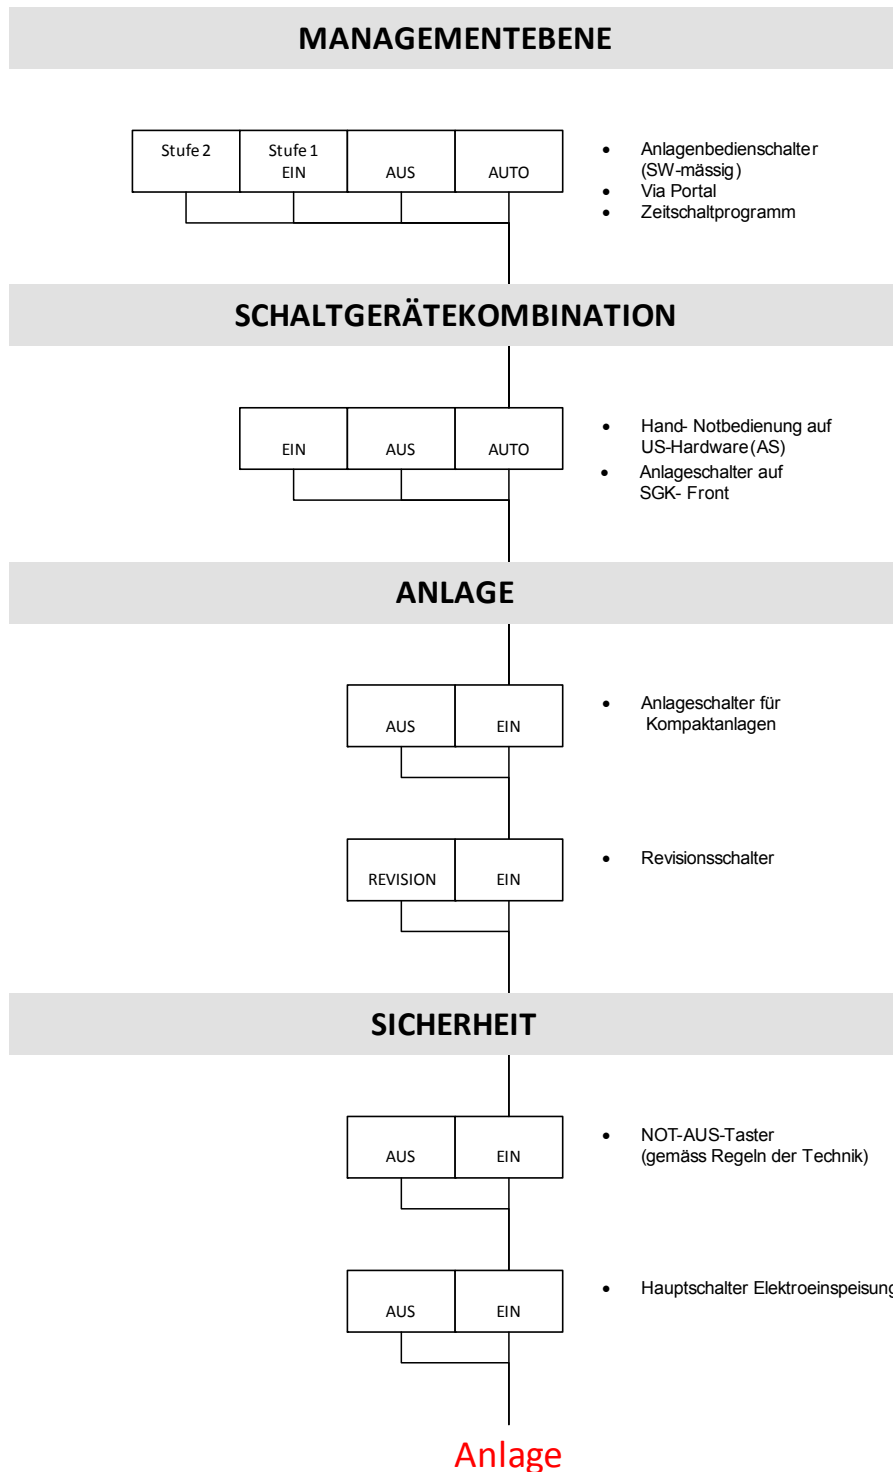 MANAGEMENTEBENE
Stufe 2
Stufe 1
EIN
AUS
AUTO
• Anlagenbedienschalter
(SW-mässig)
• Via Portal
• Zeitschaltprogramm
SCHALTGERÄTEKOMBINATION
EIN
AUS
AUTO
• Hand- Notbedienung auf
US-Hardware (AS)
• Anlageschalter auf
SGK- Front
ANLAGE
AUS
EIN
• Anlageschalter für
Kompaktanlagen
REVISION
EIN
• Revisionsschalter
SICHERHEIT
AUS
EIN
• NOT-AUS-Taster
(gemäss Regeln der Technik)
AUS
EIN
• Hauptschalter Elektroeinspeisung
Anlage